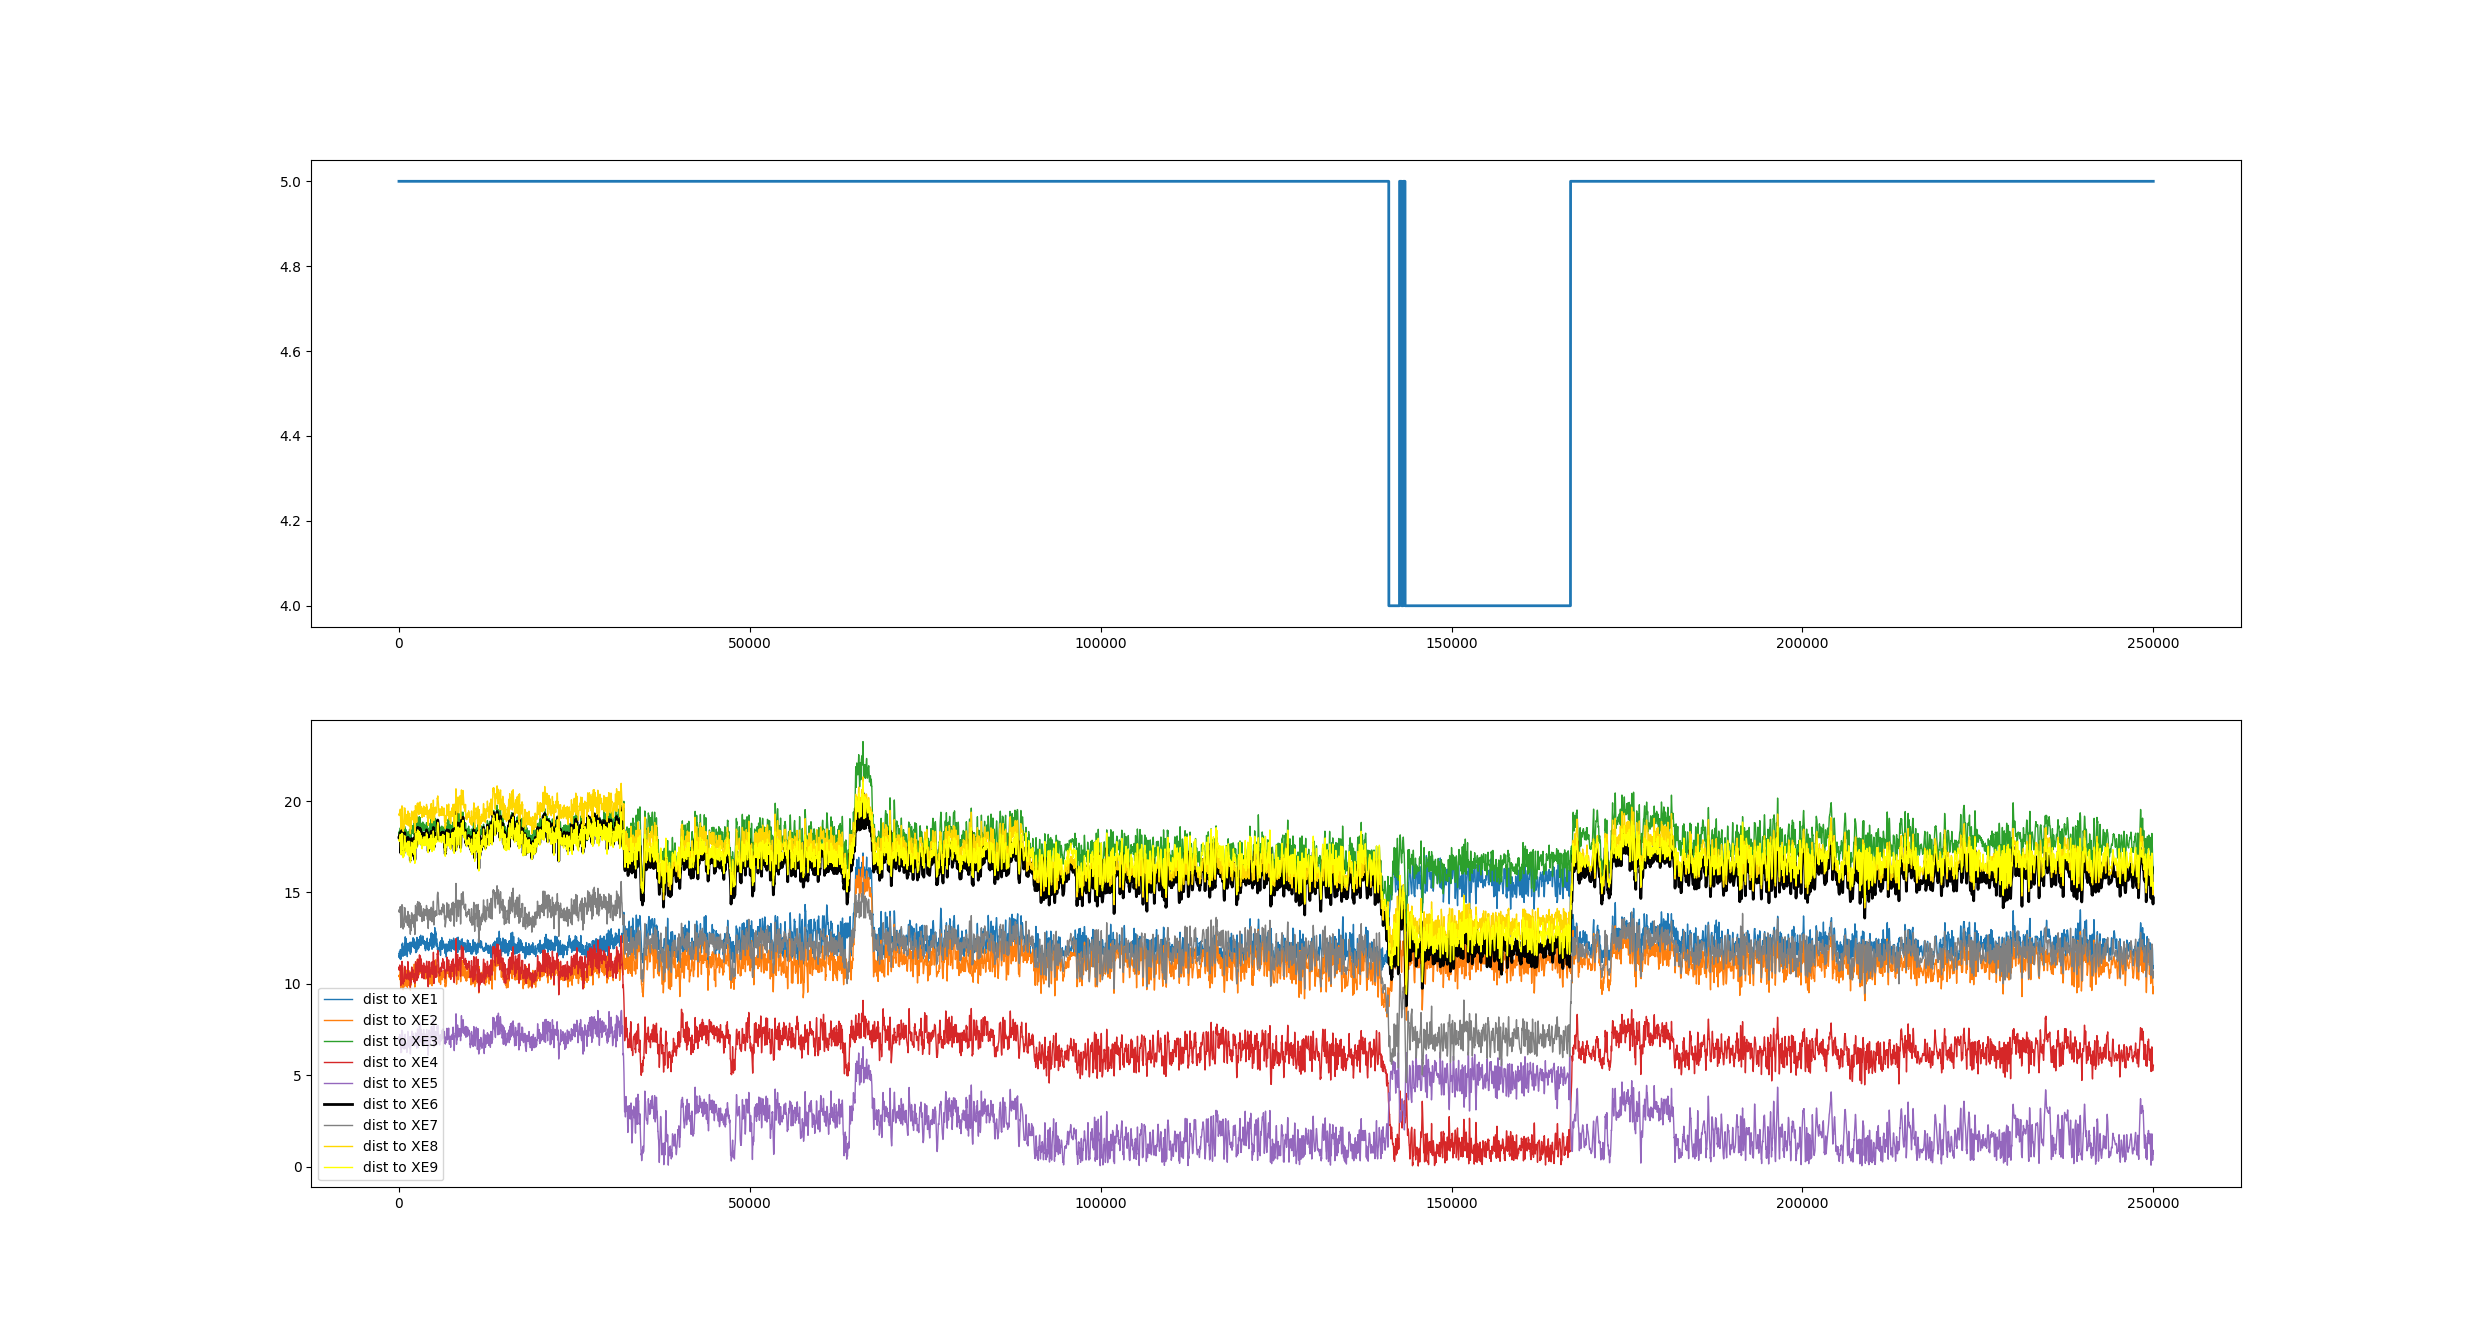 5.0
4.8
4.6
4.4
4.2
4.0
0 50000 100000 150000 200000 250000
20
15
10
5
0
dist to XE1
dist to XE2
dist to XE3
dist to XE4
dist to XE5
dist to XE6
dist to XE7
dist to XE8
dist to XE9
0 50000 100000 150000 200000 250000